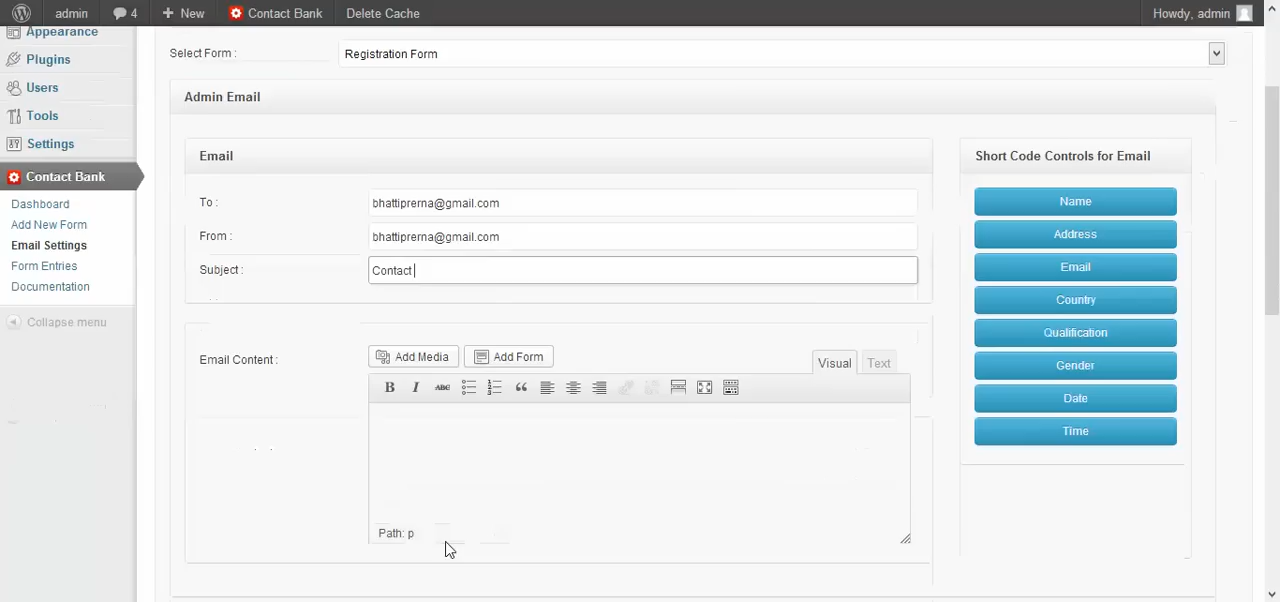 admin 4 New Contact Bank Delete Cache Howdy, admin
Appearance
Plugins
Users
Tools
Settings
Contact Bank
Dashboard
Add New Form
Email Settings
Form Entries
Documentation
Collapse menu
Select Form : Registration Form
Admin Email
Email
To : bhattiprerna@gmail.com
From : bhattiprerna@gmail.com
Subject : Contact
Email Content : Add Media Add Form Visual Text
B I ABC
Path: p
Short Code Controls for Email
Name
Address
Email
Country
Qualification
Gender
Date
Time